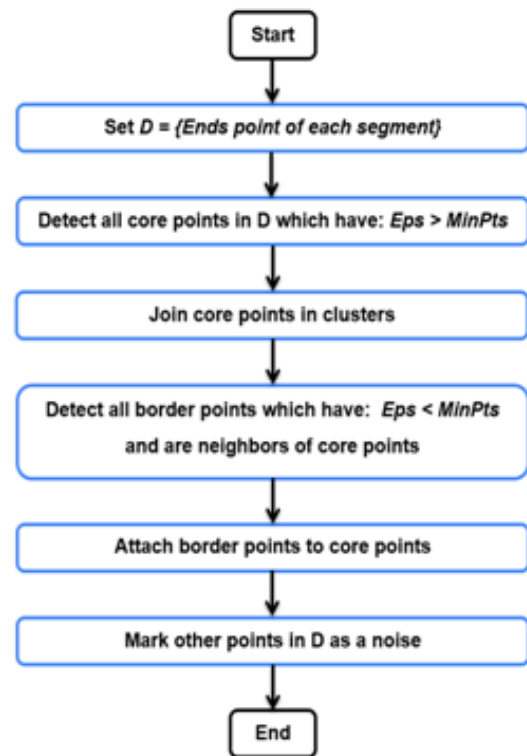 Start
Set D = {Ends point of each segment}
Detect all core points in D which have: Eps > MinPts
Join core points in clusters
Detect all border points which have: Eps < MinPts
and are neighbors of core points
Attach border points to core points
Mark other points in D as a noise
End